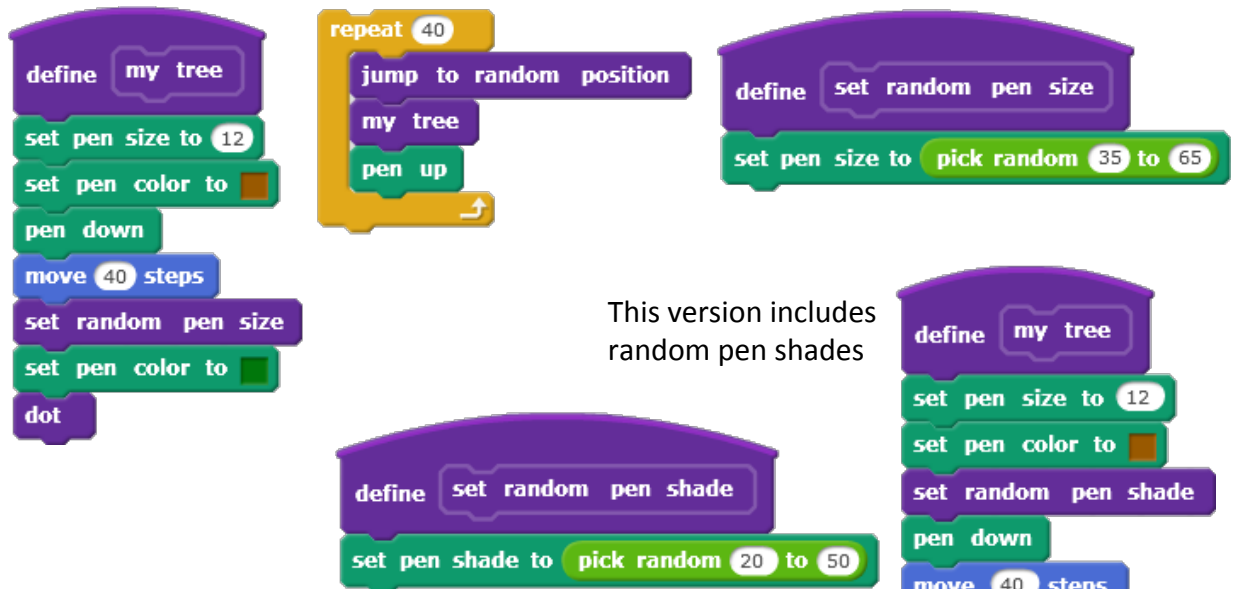 define my tree
set pen size to 12
set pen color to
pen down
move 40 steps
set random pen size
set pen color to
dot
repeat 40
jump to random position
my tree
pen up
define set random pen size
set pen size to pick random 35 to 65
This version includes
random pen shades
define set random pen shade
set pen shade to pick random 20 to 50
define my tree
set pen size to 12
set pen color to
set random pen shade
pen down
move 40 steps